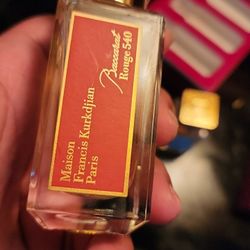 Baccarat
Rouge 540
Maison
Francis Kurkdjian
Paris